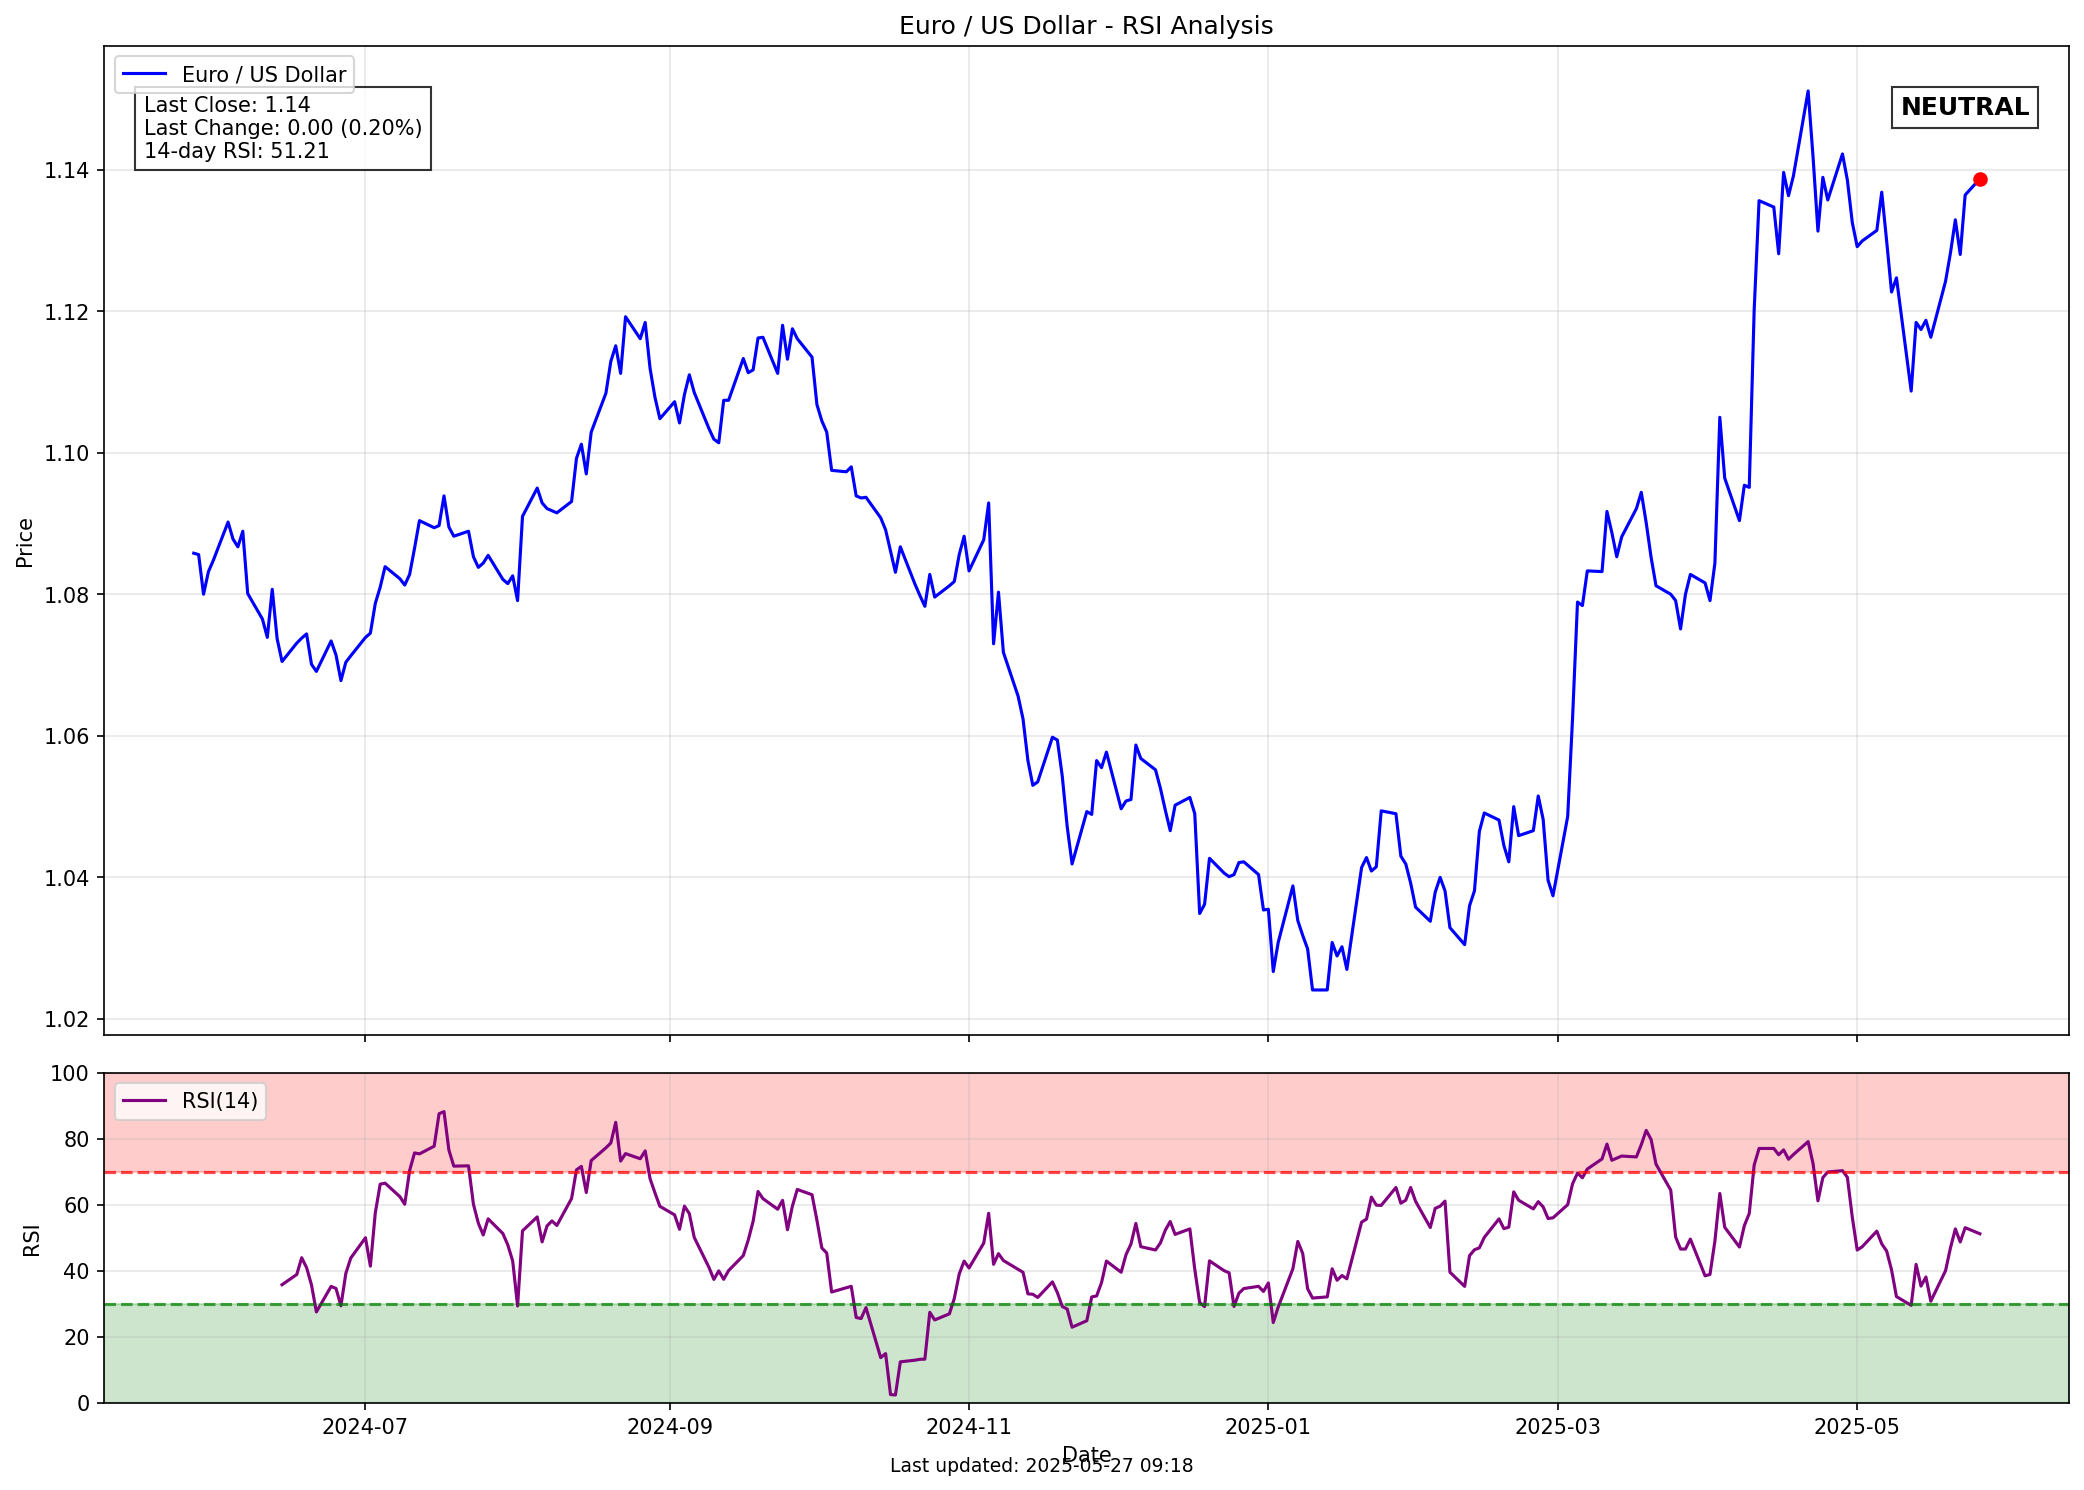 Euro / US Dollar - RSI Analysis
Euro / US Dollar
Last Close: 1.14
Last Change: 0.00 (0.20%)
14-day RSI: 51.21
NEUTRAL
Price
1.14
1.12
1.10
1.08
1.06
1.04
1.02
RSI(14)
RSI
100
80
60
40
20
0
2024-07
2024-09
2024-11
2025-01
2025-03
2025-05
Date
Last updated: 2025-05-27 09:18